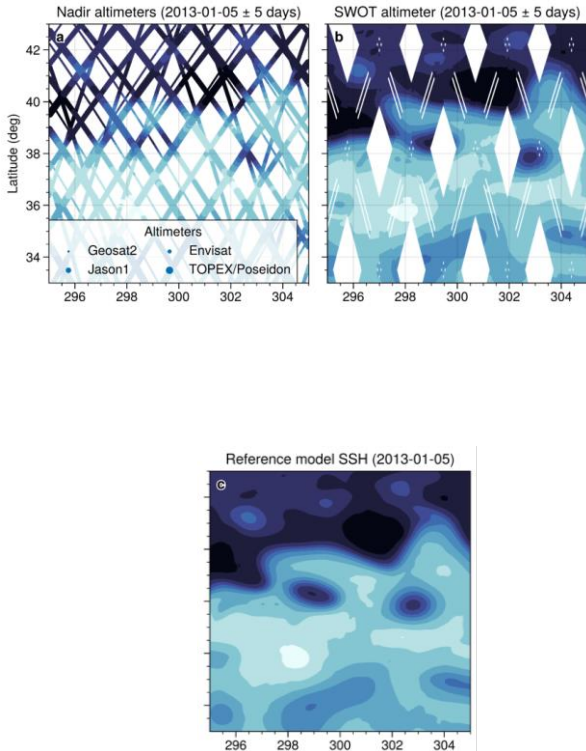 Nadir altimeters (2013-01-05 ± 5 days)
SWOT altimeter (2013-01-05 ± 5 days)
a
b
42
40
38
36
34
Latitude (deg)
Altimeters
Geosat2
Envisat
Jason1
TOPEX/Poseidon
296 298 300 302 304
296 298 300 302 304
Reference model SSH (2013-01-05)
c
296 298 300 302 304